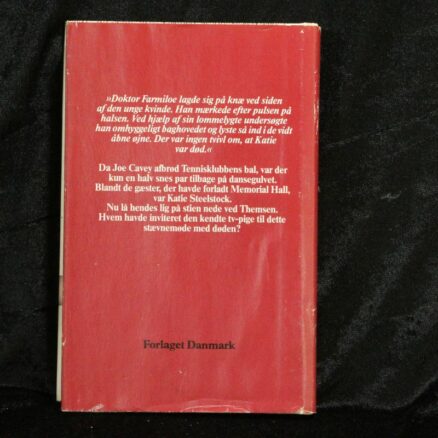 »Doktor Farmiloe lagde sig på knæ ved siden
af den unge kvinde. Han mærkede efter pulsen på
halsen. Ved hjælp af sin lommelygte undersøgte
han omhyggeligt baghovedet og lyste så ind i de vidt
åbne øjne. Der var ingen tvivl om, at Katie
var død.«
Da Joe Cavey afbrød Tennisklubbens bal, var der
kun en halv snes par tilbage på dansegulvet.
Blandt de gæster, der havde forladt Memorial Hall,
var Katie Steelstock.
Nu lå hendes lig på stien nede ved Themsen.
Hvem havde inviteret den kendte tv-pige til dette
stævnemøde med døden?
Forlaget Danmark